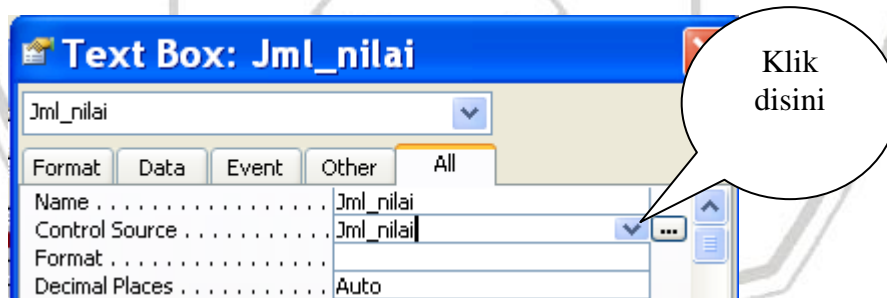 Text Box: Jml_nilai
Klik
disini
Jml_nilai
Format Data Event Other All
Name . . . . . . . . . . . . . . . . . Jml_nilai
Control Source . . . . . . . . . . . Jml_nilai ...
Format . . . . . . . . . . . . . . . .
Decimal Places . . . . . . . . . . . Auto